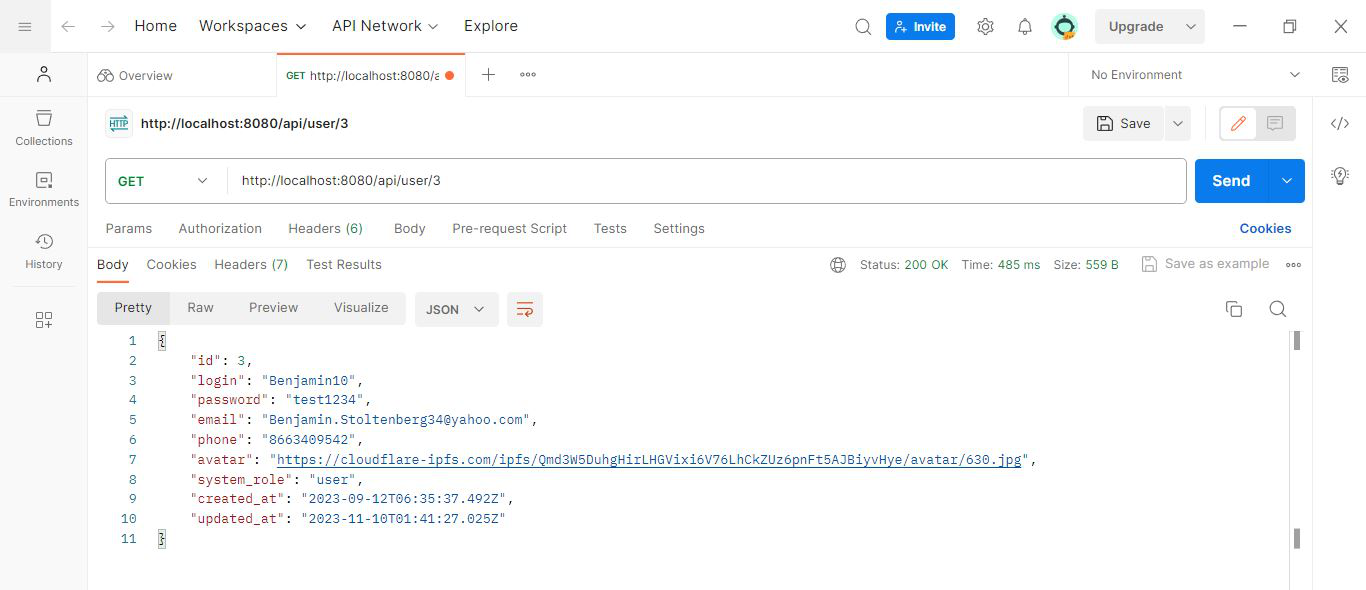 Home Workspaces API Network Explore Invite Upgrade
Overview GET http://localhost:8080/a No Environment
HTTP http://localhost:8080/api/user/3 Save
Collections
Environments
History
GET http://localhost:8080/api/user/3 Send
Params Authorization Headers (6) Body Pre-request Script Tests Settings Cookies
Body Cookies Headers (7) Test Results Status: 200 OK Time: 485 ms Size: 559 B Save as example
Pretty Raw Preview Visualize JSON
1 {
2 "id": 3,
3 "login": "Benjamin10",
4 "password": "test1234",
5 "email": "Benjamin.Stoltenberg34@yahoo.com",
6 "phone": "8663409542",
7 "avatar": "https://cloudflare-ipfs.com/ipfs/Qmd3W5DuhgHirLHGVixi6V76LhCkZUz6pnFt5AJBiyvHye/avatar/630.jpg",
8 "system_role": "user",
9 "created_at": "2023-09-12T06:35:37.492Z",
10 "updated_at": "2023-11-10T01:41:27.025Z"
11 }